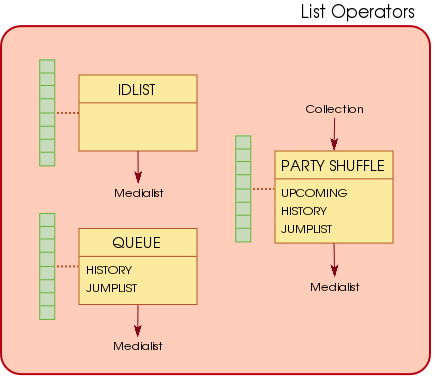 List Operators
IDLIST
Medialist
QUEUE
HISTORY
JUMPLIST
Medialist
Collection
PARTY SHUFFLE
UPCOMING
HISTORY
JUMPLIST
Medialist